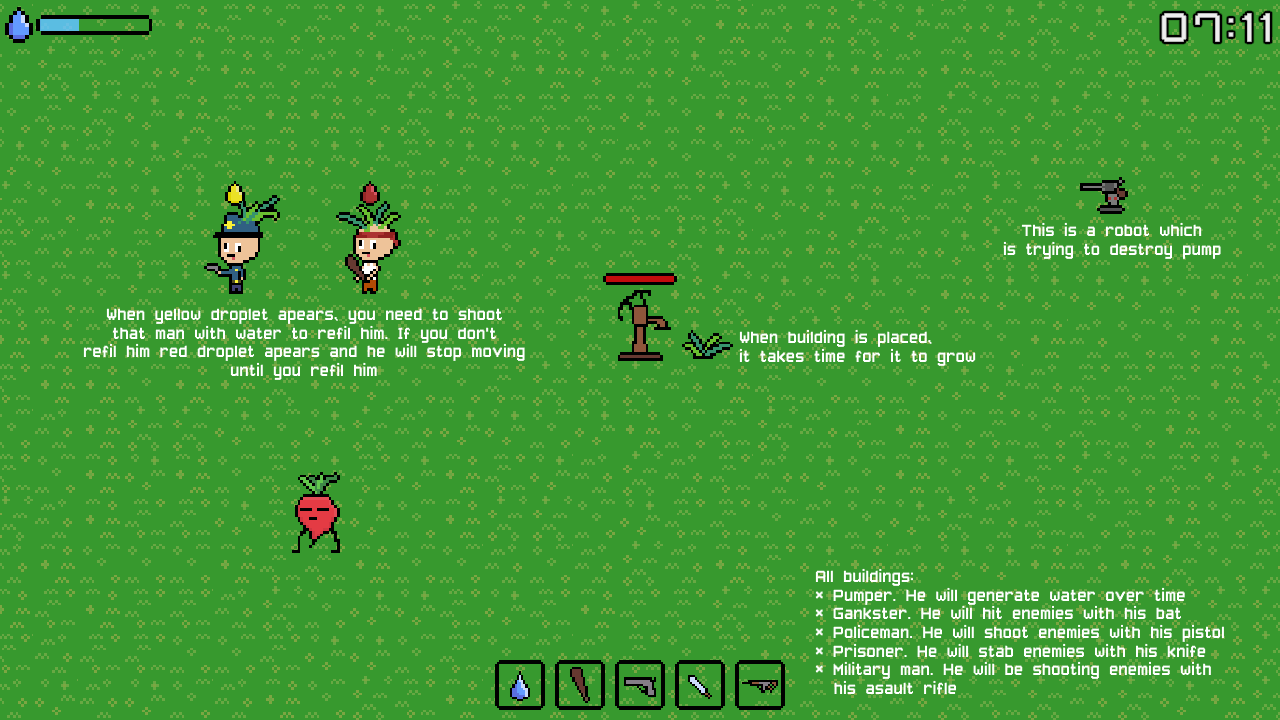 07:11
This is a robot which
is trying to destroy pump
When yellow droplet apears, you need to shoot
that man with water to refil him. If you don't
refil him red droplet apears and he will stop moving
until you refil him
When building is placed,
it takes time for it to grow
All buildings:
× Pumper. He will generate water over time
× Gankster. He will hit enemies with his bat
× Policeman. He will shoot enemies with his pistol
× Prisoner. He will stab enemies with his knife
× Military man. He will be shooting enemies with
his asault rifle